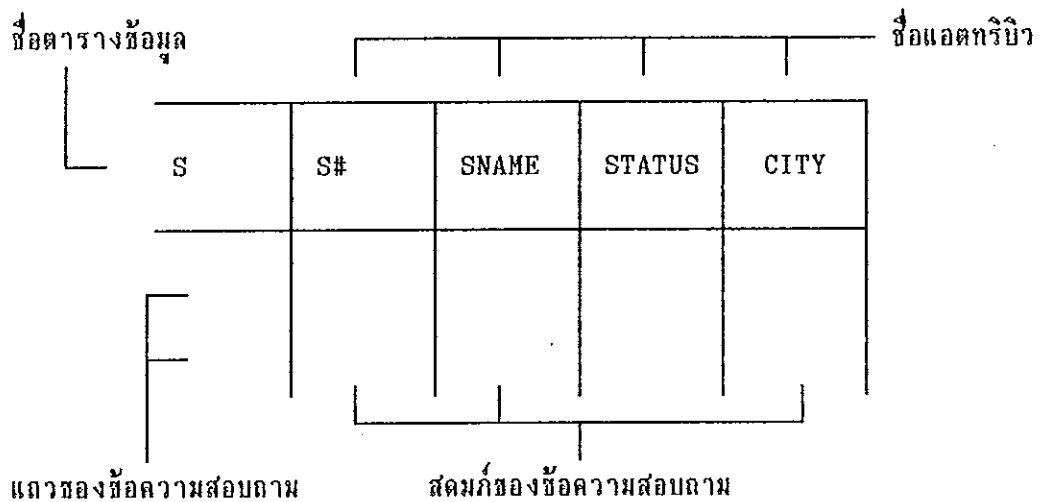 ชื่อตารางข้อมูล
ชื่อแอตทริบิว
S S# SNAME STATUS CITY
แถวของข้อความสอบถาม
สดมภ์ของข้อความสอบถาม